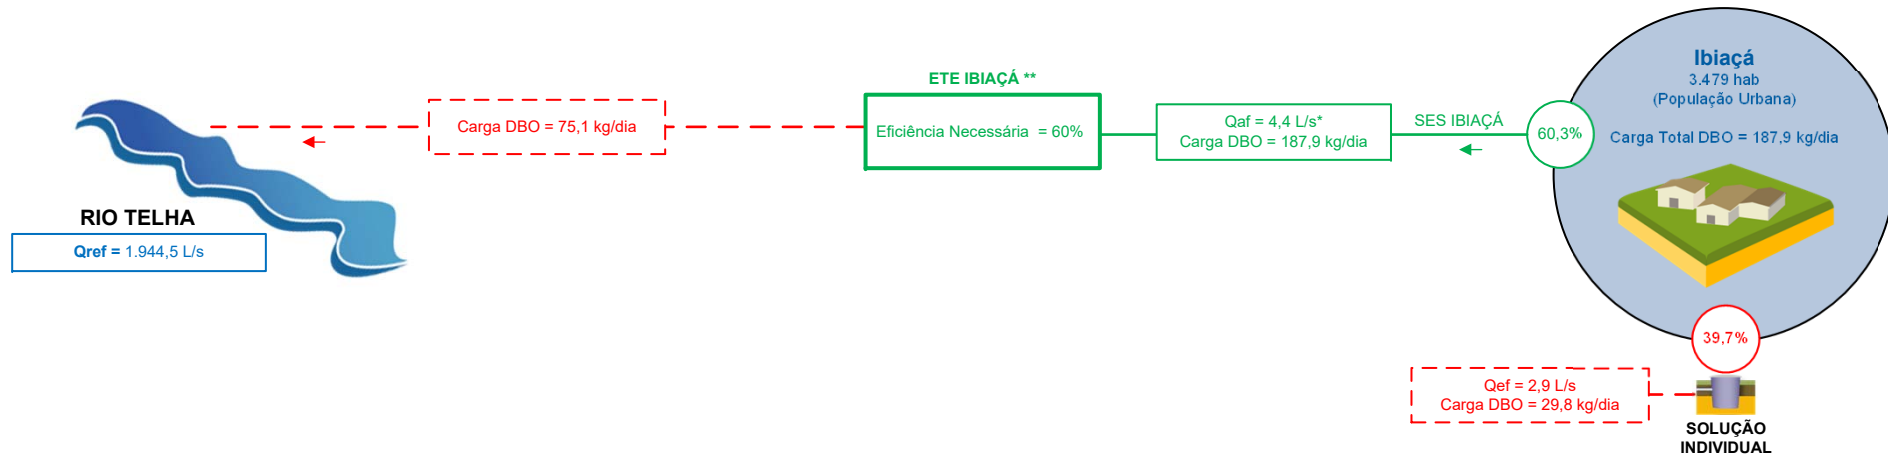 RIO TELHA
Qref = 1.944,5 L/s
Carga DBO = 75,1 kg/dia
ETE IBIAÇÁ **
Eficiência Necessária = 60%
Qaf = 4,4 L/s*
Carga DBO = 187,9 kg/dia
SES IBIAÇÁ
60,3%
Ibiaçá
3.479 hab
(População Urbana)
Carga Total DBO = 187,9 kg/dia
39,7%
Qef = 2,9 L/s
Carga DBO = 29,8 kg/dia
SOLUÇÃO
INDIVIDUAL